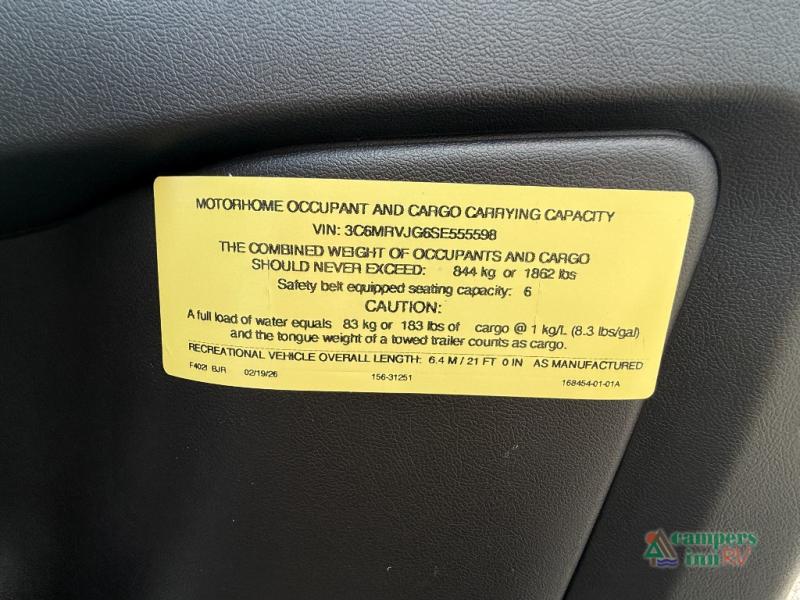 MOTORHOME OCCUPANT AND CARGO CARRYING CAPACITY
VIN: 3C6MRVJG6SE555598
THE COMBINED WEIGHT OF OCCUPANTS AND CARGO
SHOULD NEVER EXCEED: 844 kg or 1862 lbs
Safety belt equipped seating capacity: 6
CAUTION:
A full load of water equals 83 kg or 183 lbs of cargo @ 1 kg/L (8.3 lbs/gal)
and the tongue weight of a towed trailer counts as cargo.
RECREATIONAL VEHICLE OVERALL LENGTH: 6.4 M / 21 FT 0 IN AS MANUFACTURED
F4021 BJR 02/19/26 156-31251 168454-01-01A
campers
inn RV